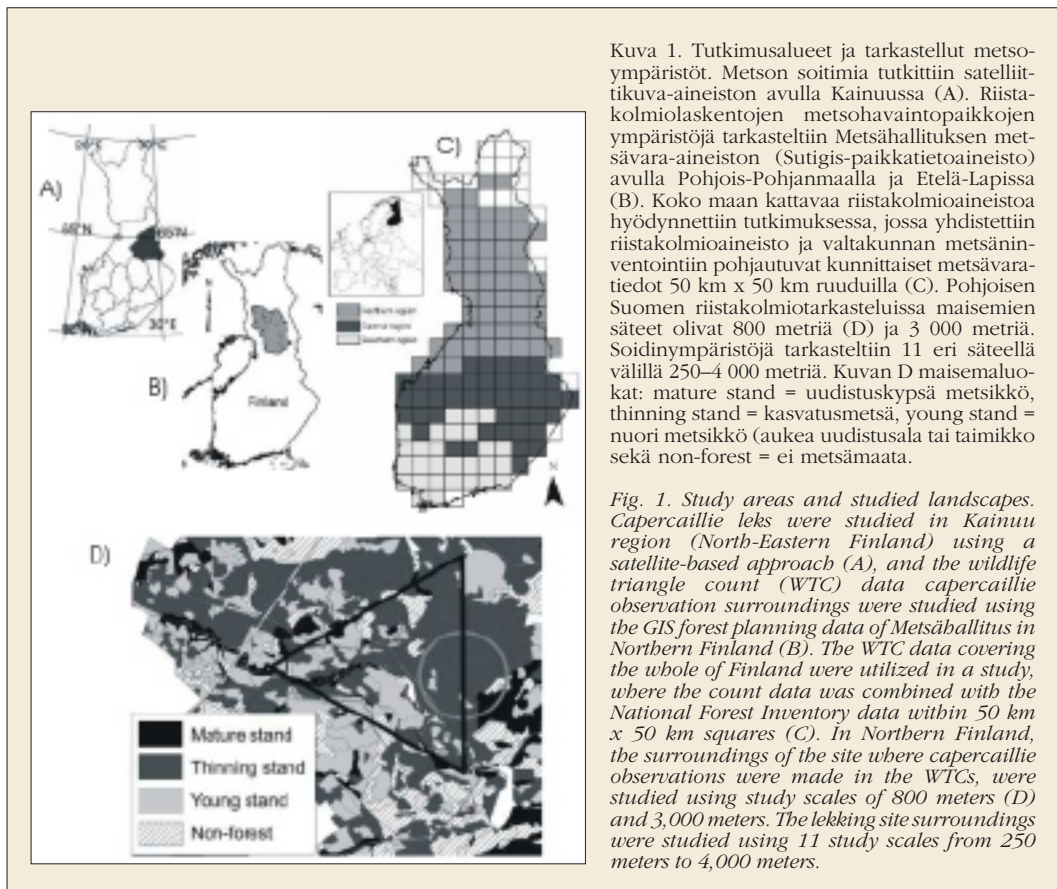 Kuva 1. Tutkimusalueet ja tarkastellut metso-
ympäristöt. Metson soitimia tutkittiin satelliit-
tikuva-aineiston avulla Kainuussa (A). Riista-
kolmiolaskentojen metsohavaintopaikkojen
ympäristöjä tarkasteltiin Metsähallituksen met-
sävara-aineiston (Sutigis-paikkatietoaineisto)
avulla Pohjois-Pohjanmaalla ja Etelä-Lapissa
(B). Koko maan kattavaa riistakolmioaineistoa
hyödynnettiin tutkimuksessa, jossa yhdistettiin
riistakolmioaineisto ja valtakunnan metsänin-
ventointiin pohjautuvat kunnittaiset metsävara-
tiedot 50 km x 50 km ruuduilla (C). Pohjoisen
Suomen riistakolmiotarkasteluissa maisemien
säteet olivat 800 metriä (D) ja 3 000 metriä.
Soidinympäristöjä tarkasteltiin 11 eri säteellä
välillä 250–4 000 metriä. Kuvan D maisemaluo-
kat: mature stand = uudistuskypsä metsikkö,
thinning stand = kasvatusmetsä, young stand =
nuori metsikkö (aukea uudistusala tai taimikko
sekä non-forest = ei metsämaata.
Fig. 1. Study areas and studied landscapes.
Capercaillie leks were studied in Kainuu
region (North-Eastern Finland) using a
satellite-based approach (A), and the wildlife
triangle count (WTC) data capercaillie
observation surroundings were studied using
the GIS forest planning data of Metsähallitus in
Northern Finland (B). The WTC data covering
the whole of Finland were utilized in a study,
where the count data was combined with the
National Forest Inventory data within 50 km
x 50 km squares (C). In Northern Finland,
the surroundings of the site where capercaillie
observations were made in the WTCs, were
studied using study scales of 800 meters (D)
and 3,000 meters. The lekking site surroundings
were studied using 11 study scales from 250
meters to 4,000 meters.
A)
65°N
30°E
B)
Finland
C)
Northern region
Central region
Southern region
N
D)
Mature stand
Thinning stand
Young stand
Non-forest